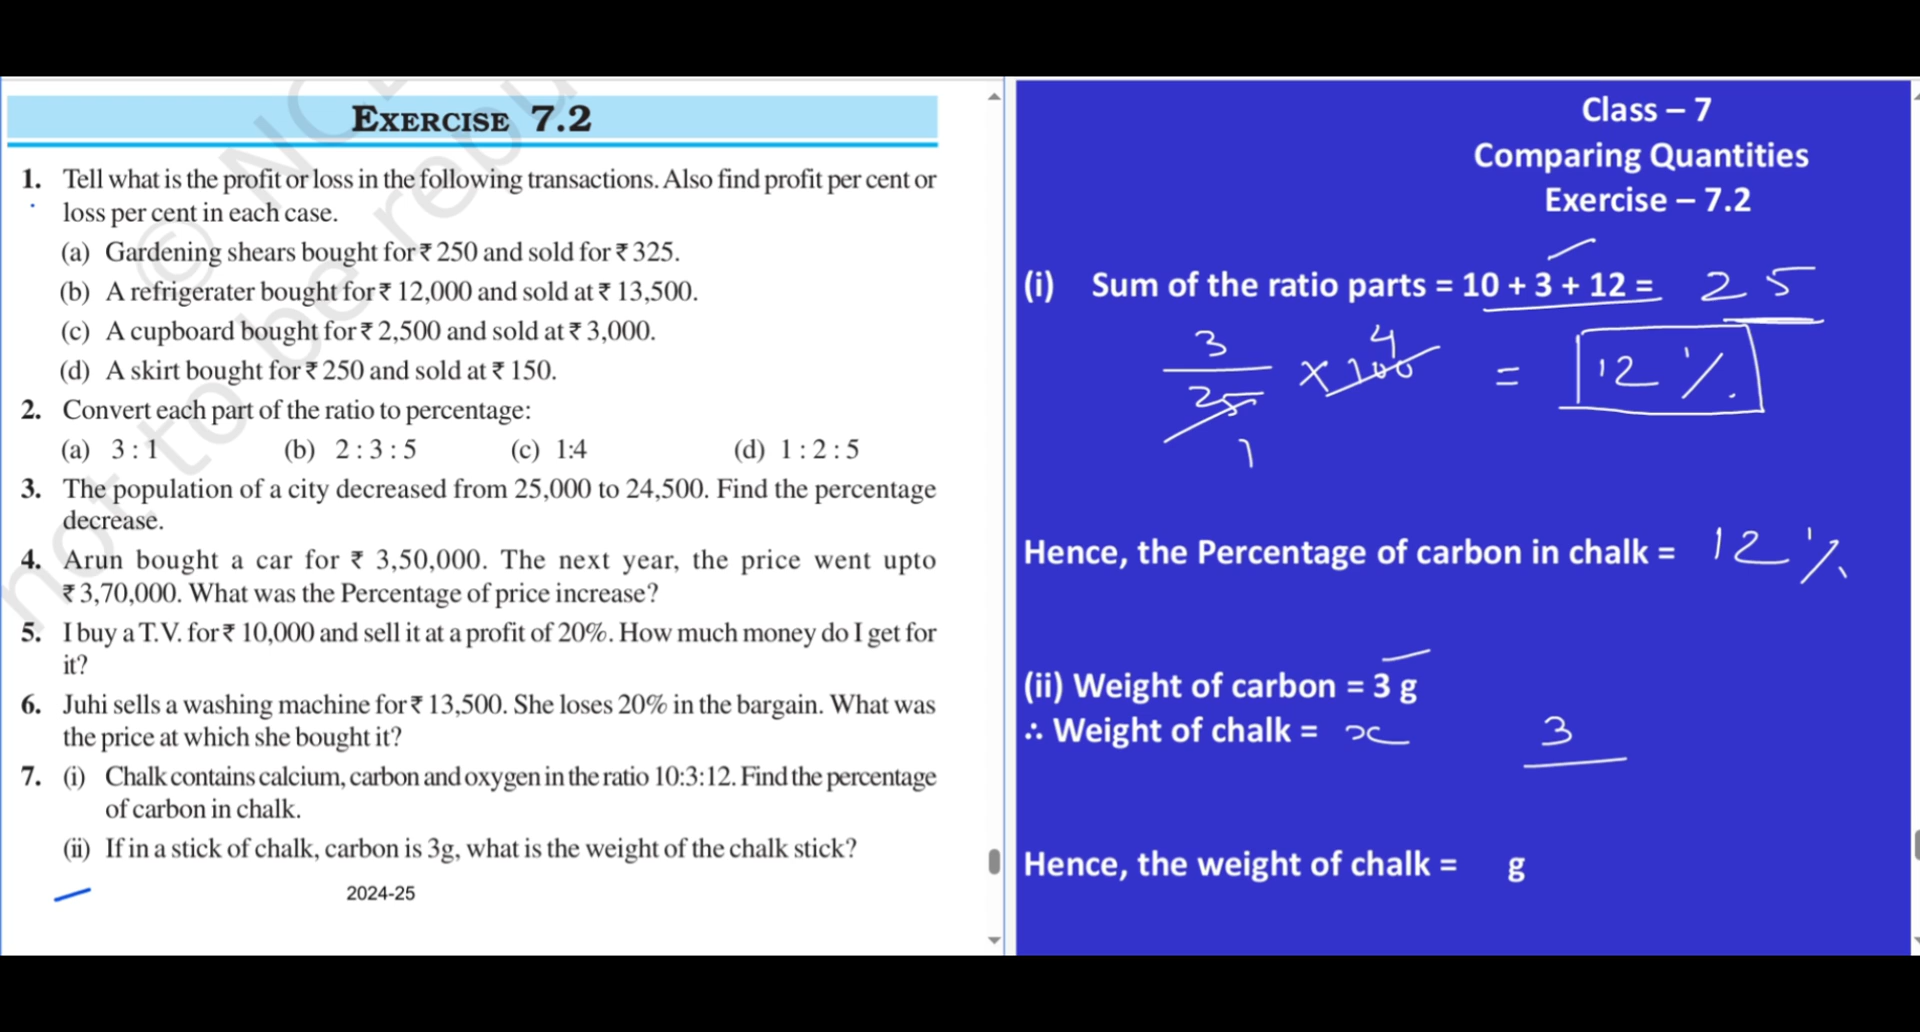 EXERCISE 7.2
1. Tell what is the profit or loss in the following transactions. Also find profit per cent or
loss per cent in each case.
(a) Gardening shears bought for ₹ 250 and sold for ₹ 325.
(b) A refrigerater bought for ₹ 12,000 and sold at ₹ 13,500.
(c) A cupboard bought for ₹ 2,500 and sold at ₹ 3,000.
(d) A skirt bought for ₹ 250 and sold at ₹ 150.
2. Convert each part of the ratio to percentage:
(a) 3 : 1 (b) 2 : 3 : 5 (c) 1:4 (d) 1 : 2 : 5
3. The population of a city decreased from 25,000 to 24,500. Find the percentage
decrease.
4. Arun bought a car for ₹ 3,50,000. The next year, the price went upto
₹ 3,70,000. What was the Percentage of price increase?
5. I buy a T.V. for ₹ 10,000 and sell it at a profit of 20%. How much money do I get for
it?
6. Juhi sells a washing machine for ₹ 13,500. She loses 20% in the bargain. What was
the price at which she bought it?
7. (i) Chalk contains calcium, carbon and oxygen in the ratio 10:3:12. Find the percentage
of carbon in chalk.
(ii) If in a stick of chalk, carbon is 3g, what is the weight of the chalk stick?
2024-25
© NCE
not to be repu
Class – 7
Comparing Quantities
Exercise – 7.2
(i) Sum of the ratio parts = 10 + 3 + 12 = 25
3 4
× 100 = 12 %
25
1
Hence, the Percentage of carbon in chalk = 12 %
(ii) Weight of carbon = 3 g
∴ Weight of chalk = x 3
Hence, the weight of chalk = g